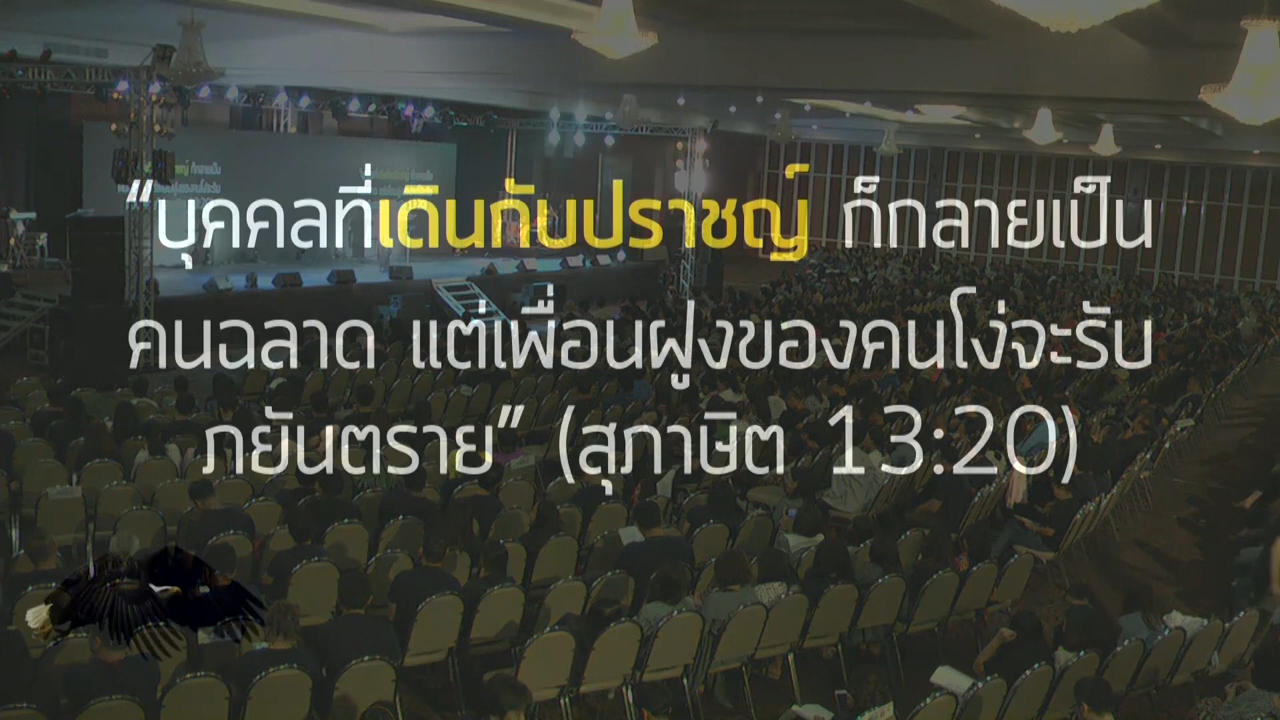 “บุคคลที่เดินกับปราชญ์ ก็กลายเป็น
คนฉลาด แต่เพื่อนฝูงของคนโง่จะรับ
ภยันตราย” (สุภาษิต 13:20)